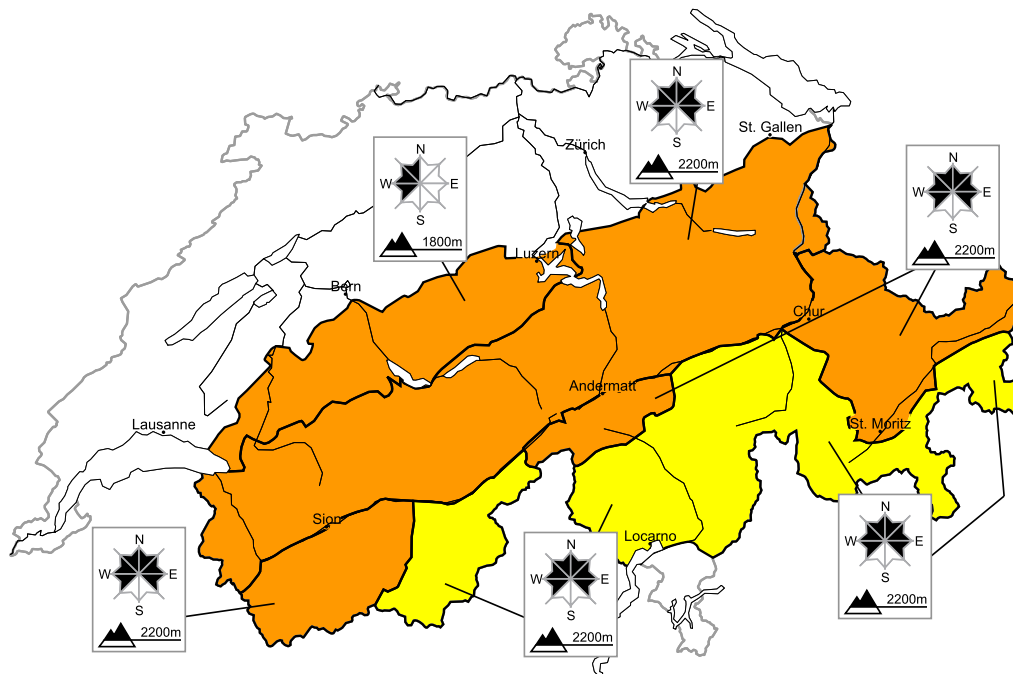 N
W E
S
2200m
St. Gallen
Zürich
N
W E
S
1800m
N
W E
S
2200m
Luzern
Bern
Chur
Andermatt
St. Moritz
Lausanne
Sion
Locarno
N
W E
S
2200m
N
W E
S
2200m
N
W E
S
2200m